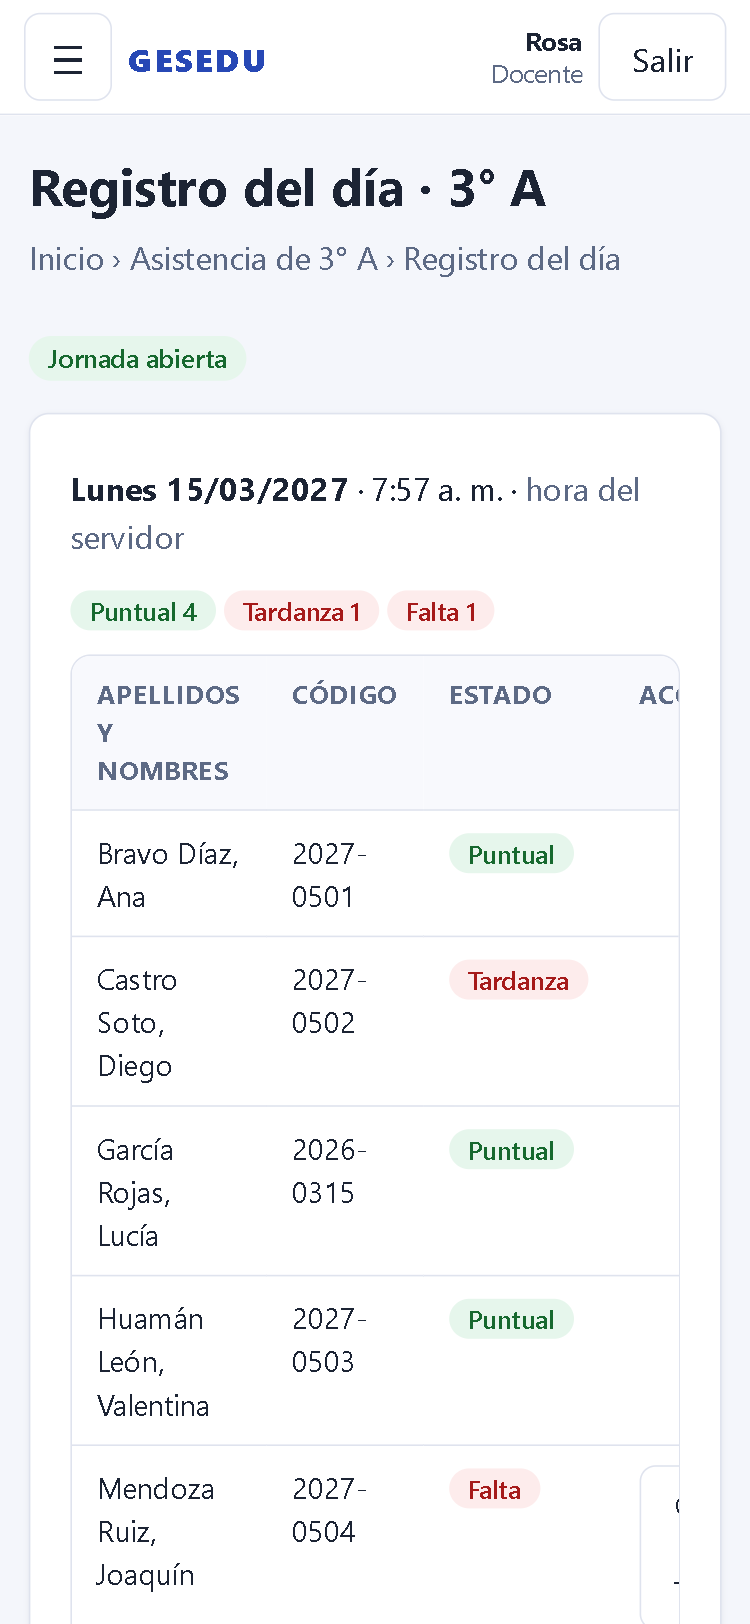 ☰ GESEDU Rosa Docente Salir
Registro del día · 3° A
Inicio › Asistencia de 3° A › Registro del día
Jornada abierta
Lunes 15/03/2027 · 7:57 a. m. · hora del
servidor
Puntual 4 Tardanza 1 Falta 1
APELLIDOS Y NOMBRES CÓDIGO ESTADO
Bravo Díaz, Ana 2027-0501 Puntual
Castro Soto, Diego 2027-0502 Tardanza
García Rojas, Lucía 2026-0315 Puntual
Huamán León, Valentina 2027-0503 Puntual
Mendoza Ruiz, Joaquín 2027-0504 Falta